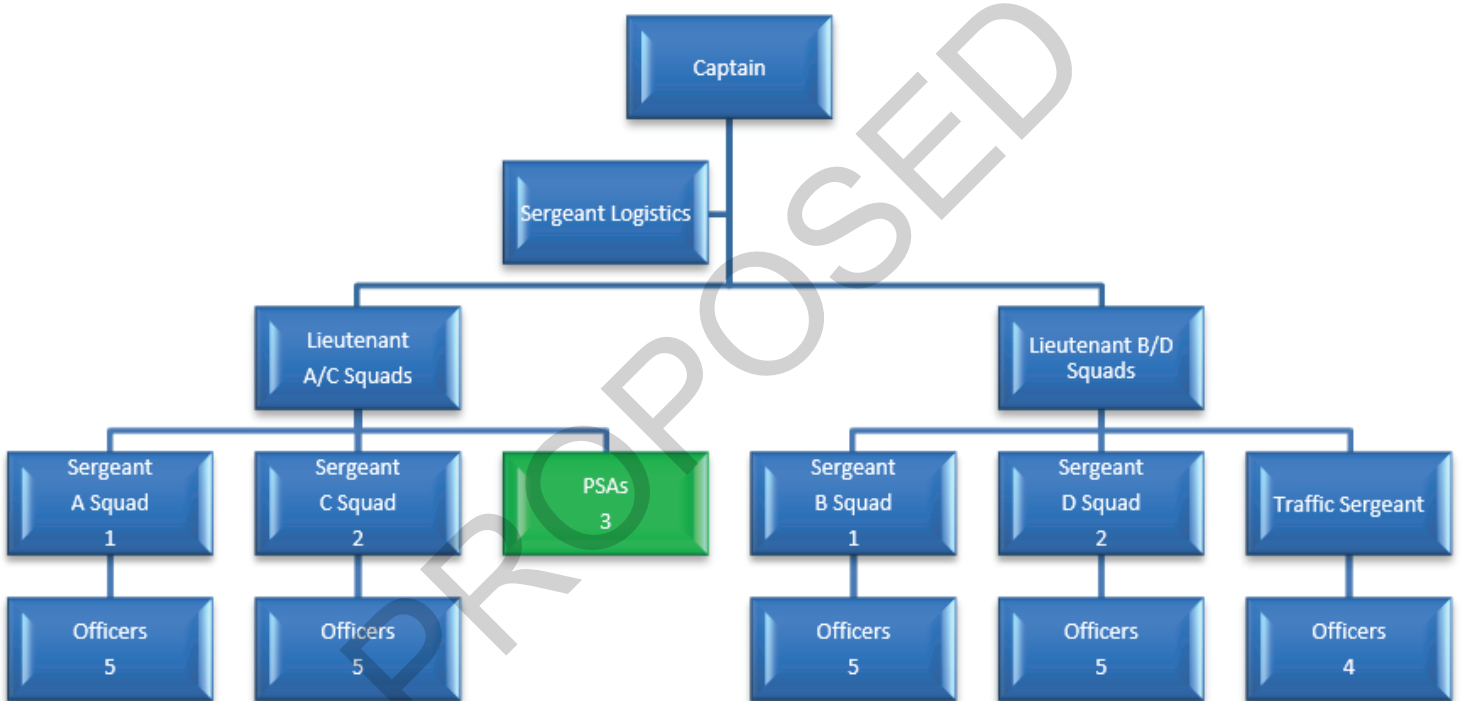 Captain
Sergeant Logistics
Lieutenant
A/C Squads
Lieutenant B/D
Squads
Sergeant
A Squad
1
Sergeant
C Squad
2
PSAs
3
Sergeant
B Squad
1
Sergeant
D Squad
2
Traffic Sergeant
Officers
5
Officers
5
Officers
5
Officers
5
Officers
4
PROPOSED